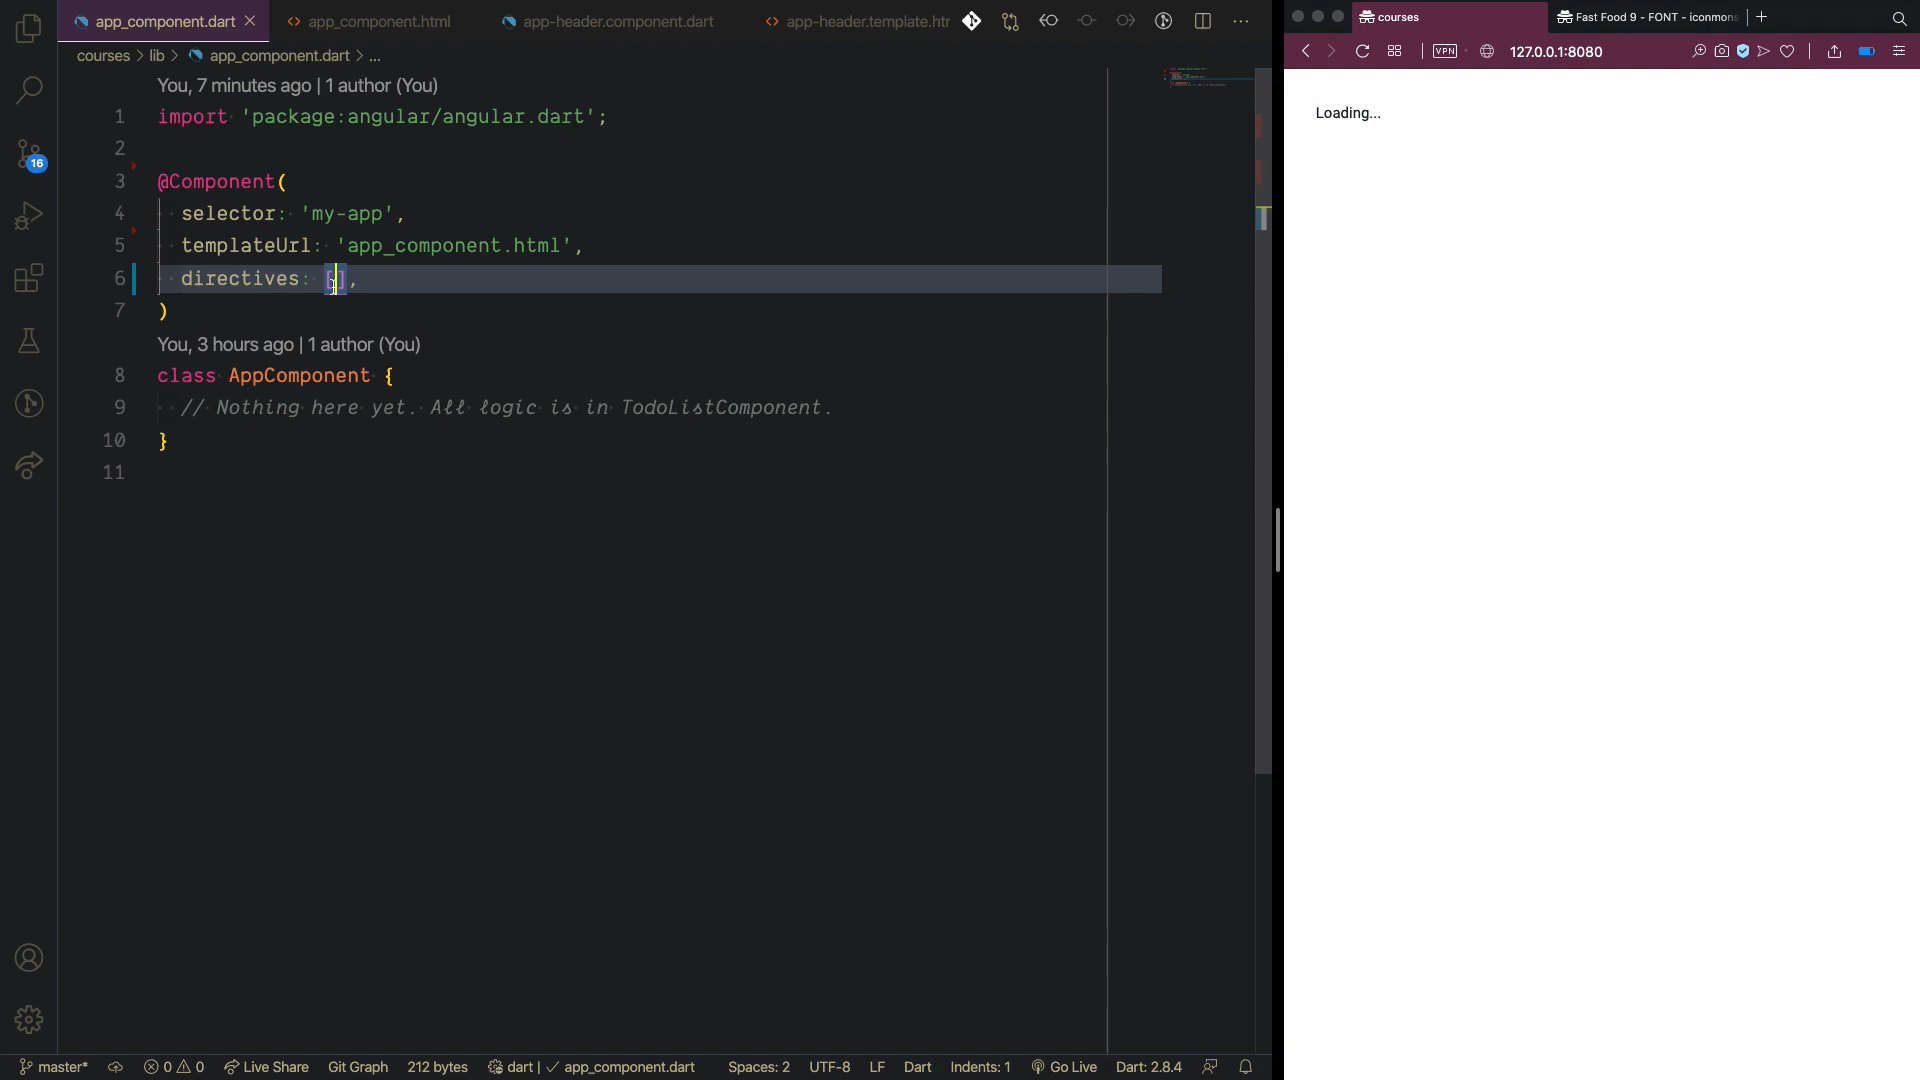 app_component.dart
app_component.html
app-header.component.dart
app-header.template.htr
courses
Fast Food 9 - FONT - iconmons
courses > lib > app_component.dart > ...
VPN
127.0.0.1:8080
You, 7 minutes ago | 1 author (You)
1 import 'package:angular/angular.dart';
2
3 @Component(
4 selector: 'my-app',
5 templateUrl: 'app_component.html',
6 directives: [],
7 )
You, 3 hours ago | 1 author (You)
8 class AppComponent {
9 // Nothing here yet. All logic is in TodoListComponent.
10 }
11
16
Loading...
master* 0 0 Live Share Git Graph 212 bytes dart | ✓ app_component.dart Spaces: 2 UTF-8 LF Dart Indents: 1 Go Live Dart: 2.8.4